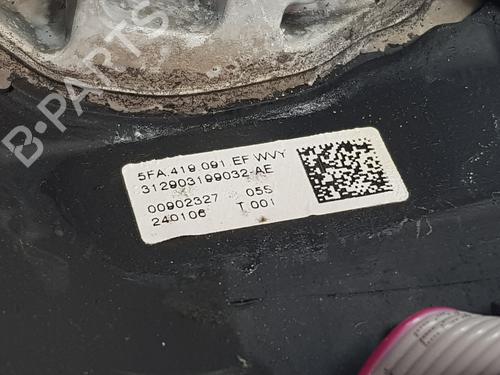 B-PARTS
5FA.419 091 EF WVY
312903199032-AE
00902327 05S
240106 T 001